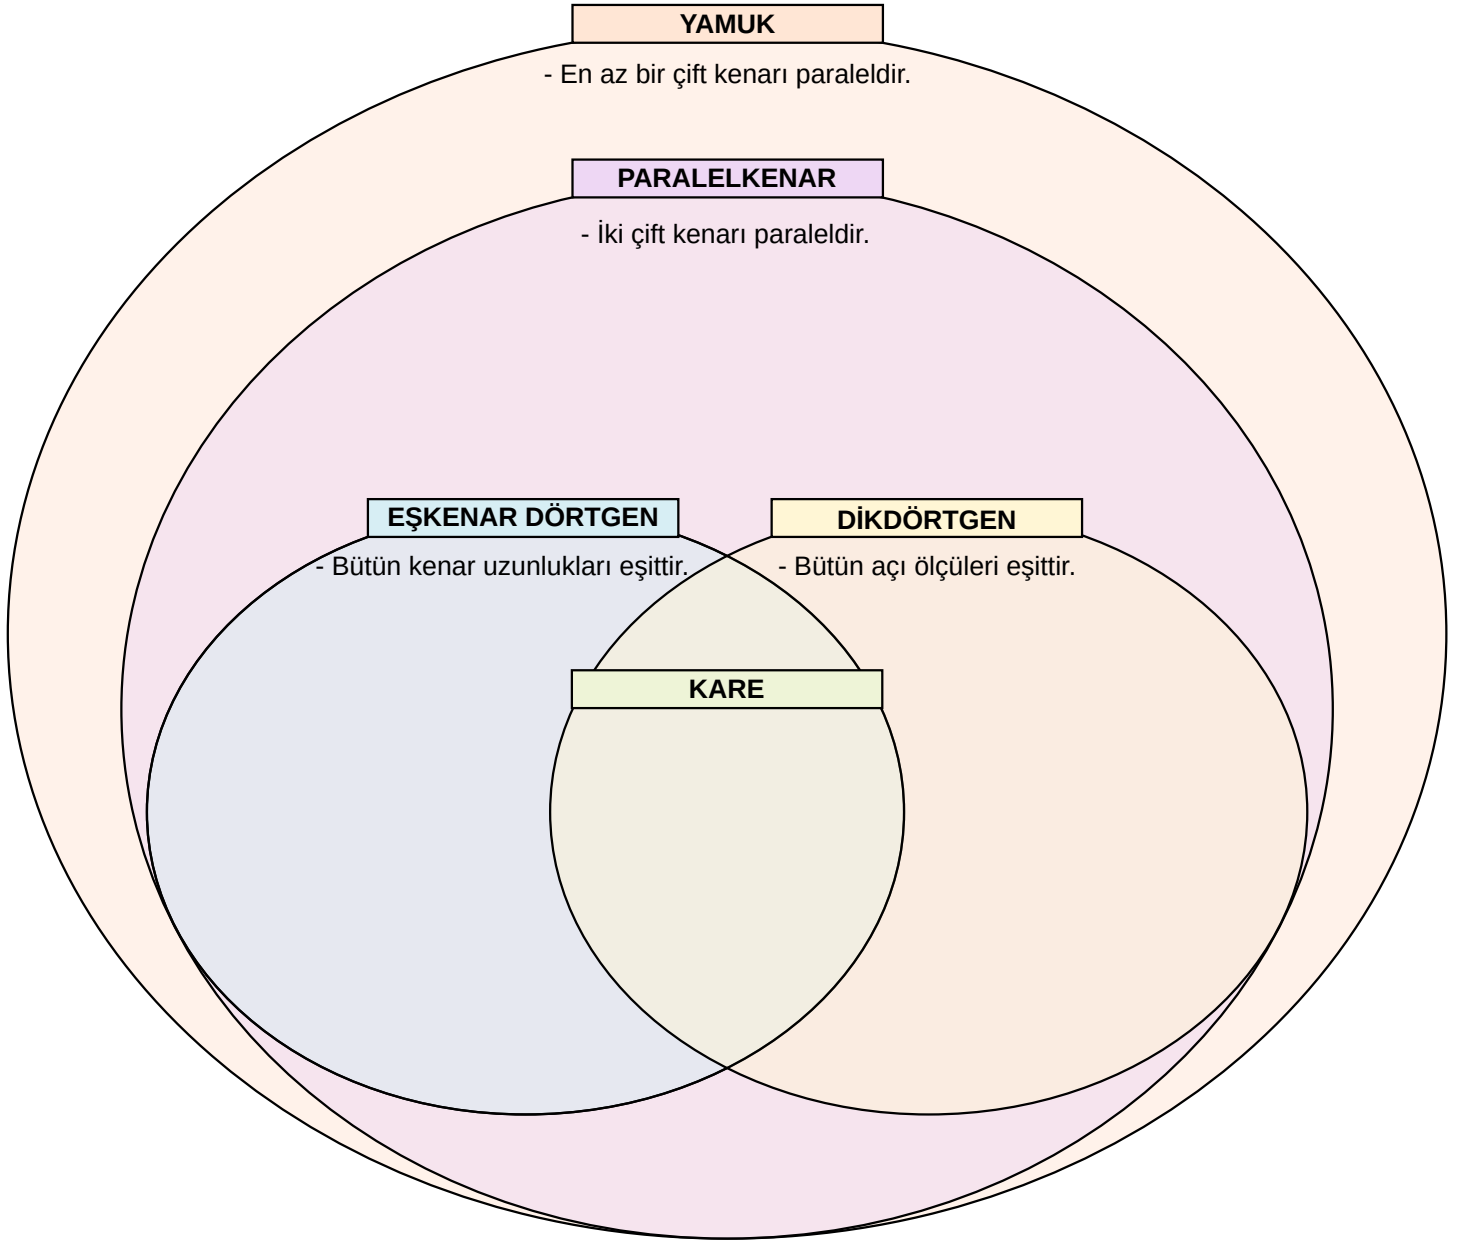 YAMUK
- En az bir çift kenarı paraleldir.
PARALELKENAR
- İki çift kenarı paraleldir.
EŞKENAR DÖRTGEN
- Bütün kenar uzunlukları eşittir.
DİKDÖRTGEN
- Bütün açı ölçüleri eşittir.
KARE